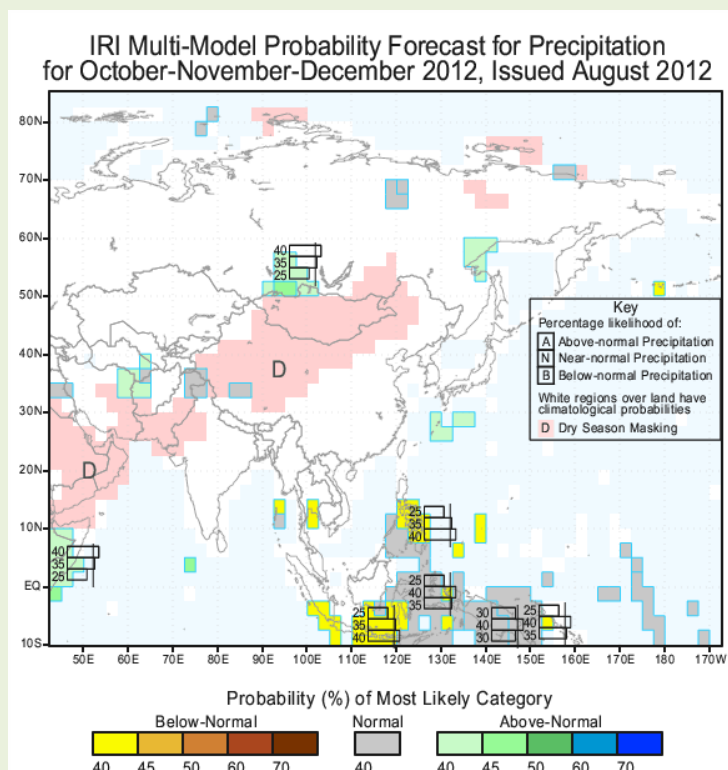 IRI Multi-Model Probability Forecast for Precipitation
for October-November-December 2012, Issued August 2012
80N
70N
60N
50N
40N
30N
20N
10N
EQ
10S
40
35
25
D
D
40
35
25
25
35
40
25
40
35
25
35
40
30
40
30
25
40
35
Key
Percentage likelihood of:
A Above-normal Precipitation
N Near-normal Precipitation
B Below-normal Precipitation
White regions over land have
climatological probabilities
D Dry Season Masking
50E 60E 70E 80E 90E 100E 110E 120E 130E 140E 150E 160E 170E 180 170W
Probability (%) of Most Likely Category
Below-Normal Normal Above-Normal
40 45 50 60 70 40 40 45 50 60 70